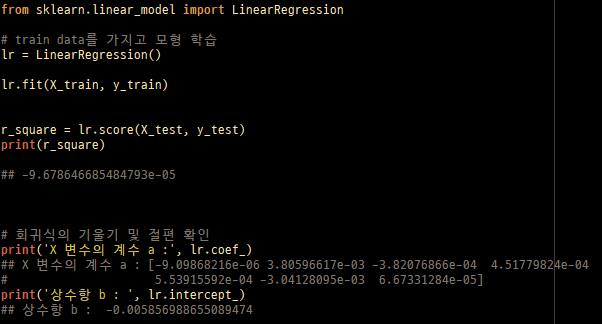 from sklearn.linear_model import LinearRegression
# train data를 가지고 모형 학습
lr = LinearRegression()
lr.fit(X_train, y_train)
r_square = lr.score(X_test, y_test)
print(r_square)
## -9.678646685484793e-05
# 회귀식의 기울기 및 절편 확인
print('X 변수의 계수 a :', lr.coef_)
## X 변수의 계수 a : [-9.09868216e-06 3.80596617e-03 -3.82076866e-04  4.51779824e-04
#                    5.53915592e-04 -3.04128095e-03  6.67331284e-05]
print('상수항 b : ', lr.intercept_)
## 상수항 b :  -0.005856988655089474